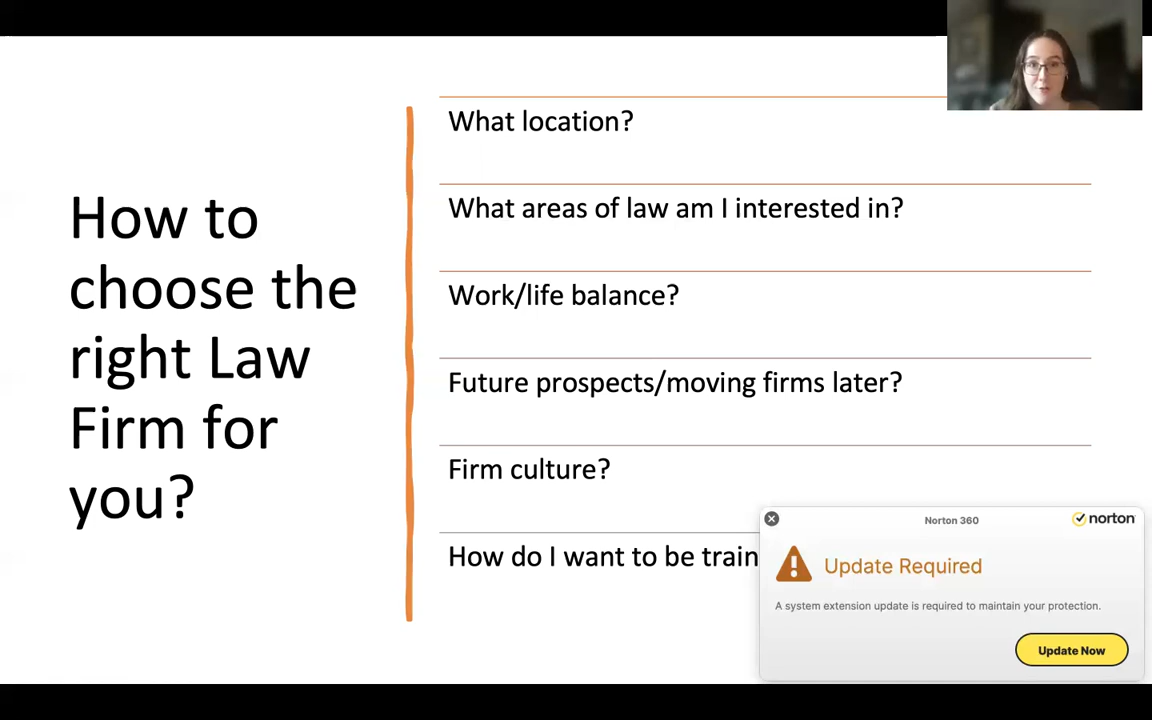 How to
choose the
right Law
Firm for
you?
What location?
What areas of law am I interested in?
Work/life balance?
Future prospects/moving firms later?
Firm culture?
How do I want to be train
Norton 360
norton
Update Required
A system extension update is required to maintain your protection.
Update Now